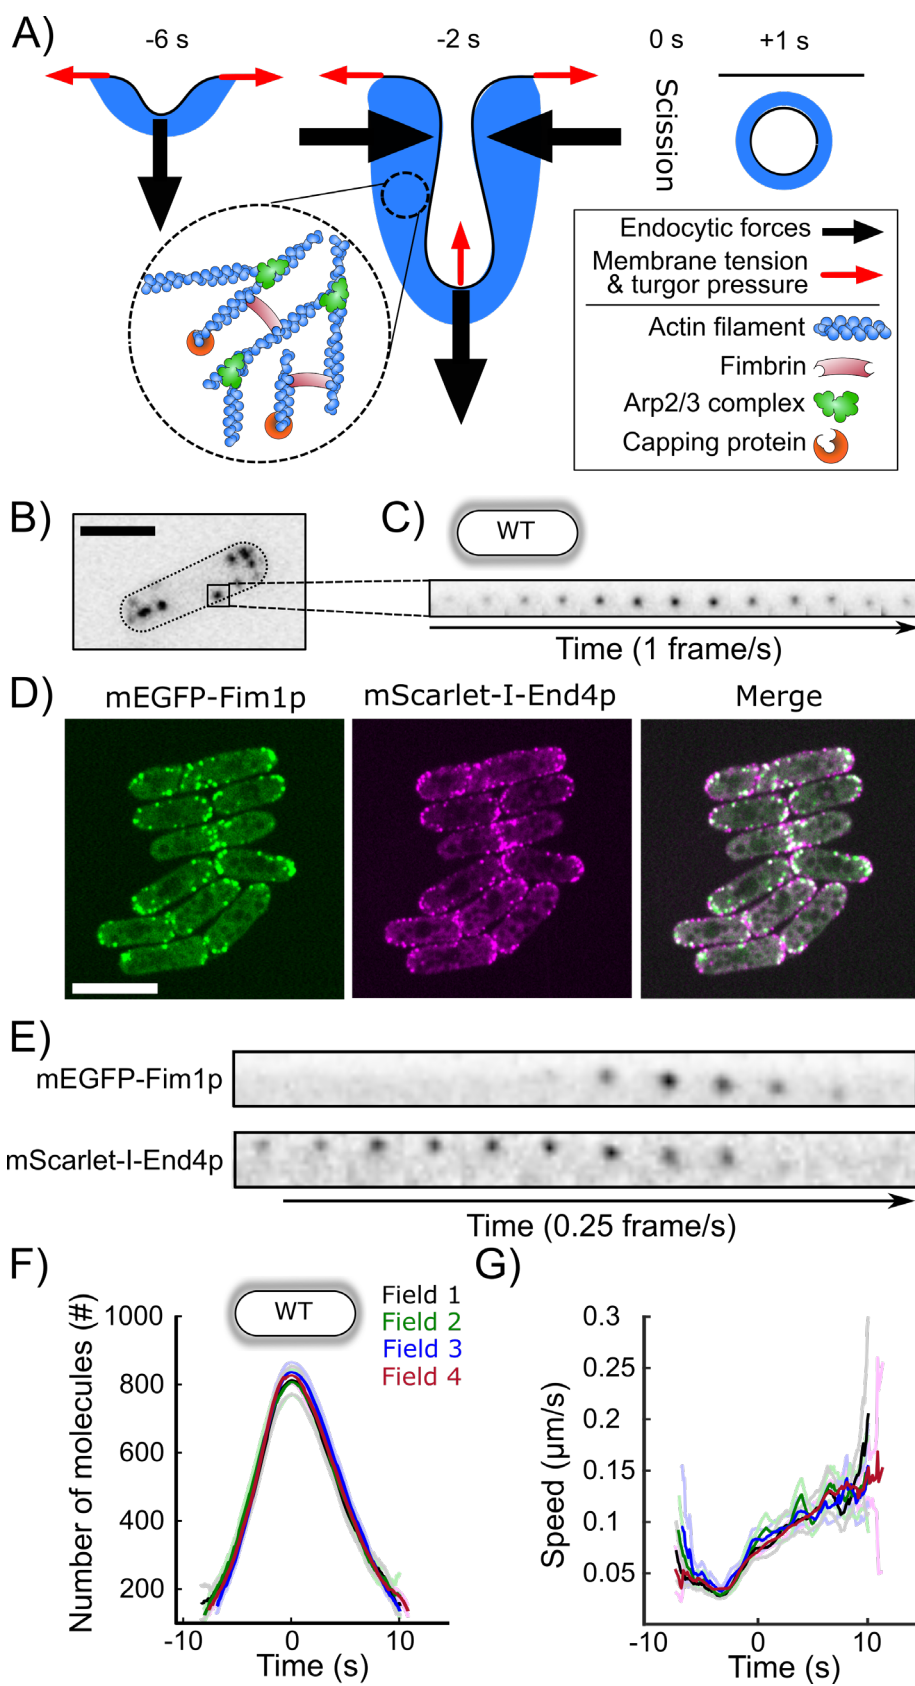 A)
-6 s
-2 s
0 s
+1 s
Scission
Endocytic forces
Membrane tension
& turgor pressure
Actin filament
Fimbrin
Arp2/3 complex
Capping protein
B)
C)
WT
Time (1 frame/s)
D)
mEGFP-Fim1p
mScarlet-I-End4p
Merge
E)
mEGFP-Fim1p
mScarlet-I-End4p
Time (0.25 frame/s)
F)
WT
Field 1
Field 2
Field 3
Field 4
Number of molecules (#)
1000
800
600
400
200
-10
0
10
Time (s)
G)
Speed (µm/s)
0.3
0.25
0.2
0.15
0.1
0.05
-10
0
10
Time (s)